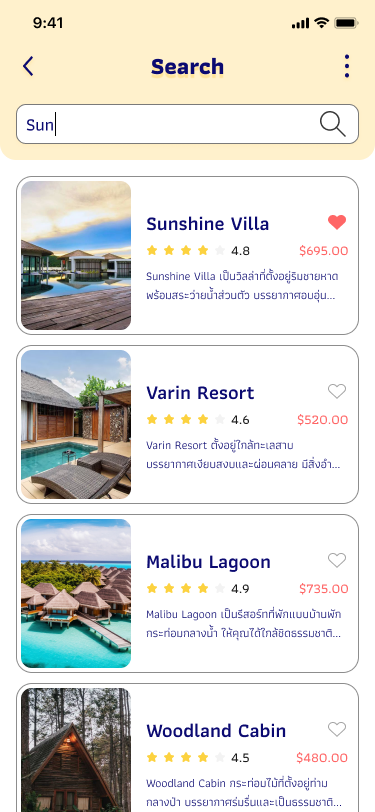 9:41
Search
Sun
Sunshine Villa
4.8 $695.00
Sunshine Villa เป็นวิลล่าที่ตั้งอยู่ริมชายหาด
พร้อมสระว่ายน้ำส่วนตัว บรรยากาศอบอุ่น...
Varin Resort
4.6 $520.00
Varin Resort ตั้งอยู่ใกล้ทะเลสาบ
บรรยากาศเงียบสงบและผ่อนคลาย มีสิ่งอำ...
Malibu Lagoon
4.9 $735.00
Malibu Lagoon เป็นรีสอร์ทที่พักแบบบ้านพัก
กระท่อมกลางน้ำ ให้คุณได้ใกล้ชิดธรรมชาติ...
Woodland Cabin
4.5 $480.00
Woodland Cabin กระท่อมไม้ที่ตั้งอยู่ท่าม
กลางป่า บรรยากาศร่มรื่นและเป็นธรรมชาติ...